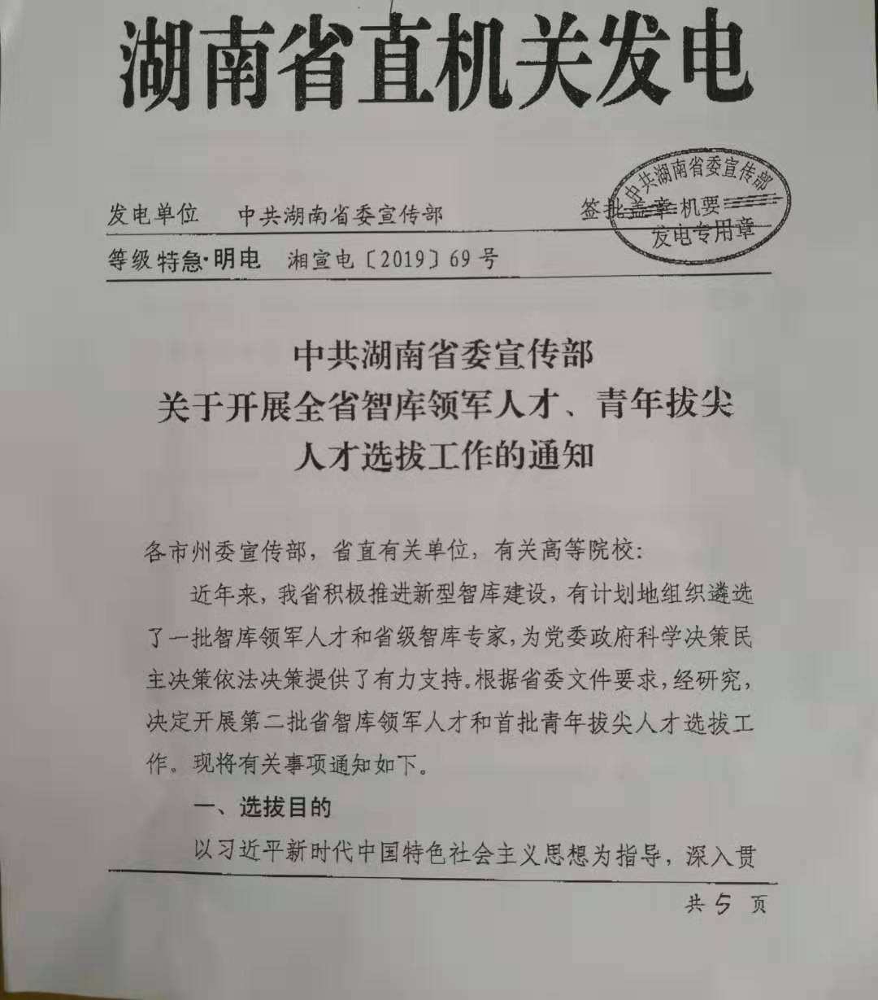 湖南省直机关发电
中共湖南省委宣传部
发电单位 中共湖南省委宣传部 签批盖章 机要
发电专用章
等级 特急·明电 湘宣电〔2019〕69号
中共湖南省委宣传部
关于开展全省智库领军人才、青年拔尖
人才选拔工作的通知
各市州委宣传部，省直有关单位，有关高等院校：
近年来，我省积极推进新型智库建设，有计划地组织遴选
了一批智库领军人才和省级智库专家，为党委政府科学决策民
主决策依法决策提供了有力支持。根据省委文件要求，经研究，
决定开展第二批省智库领军人才和首批青年拔尖人才选拔工
作。现将有关事项通知如下。
一、选拔目的
以习近平新时代中国特色社会主义思想为指导，深入贯
共 5 页